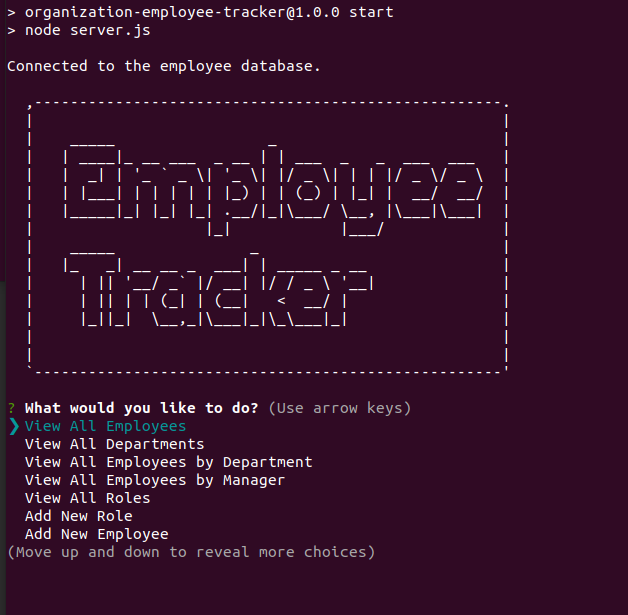 > organization-employee-tracker@1.0.0 start
> node server.js
Connected to the employee database.
Employee
Tracker
? What would you like to do? (Use arrow keys)
❯ View All Employees
View All Departments
View All Employees by Department
View All Employees by Manager
View All Roles
Add New Role
Add New Employee
(Move up and down to reveal more choices)